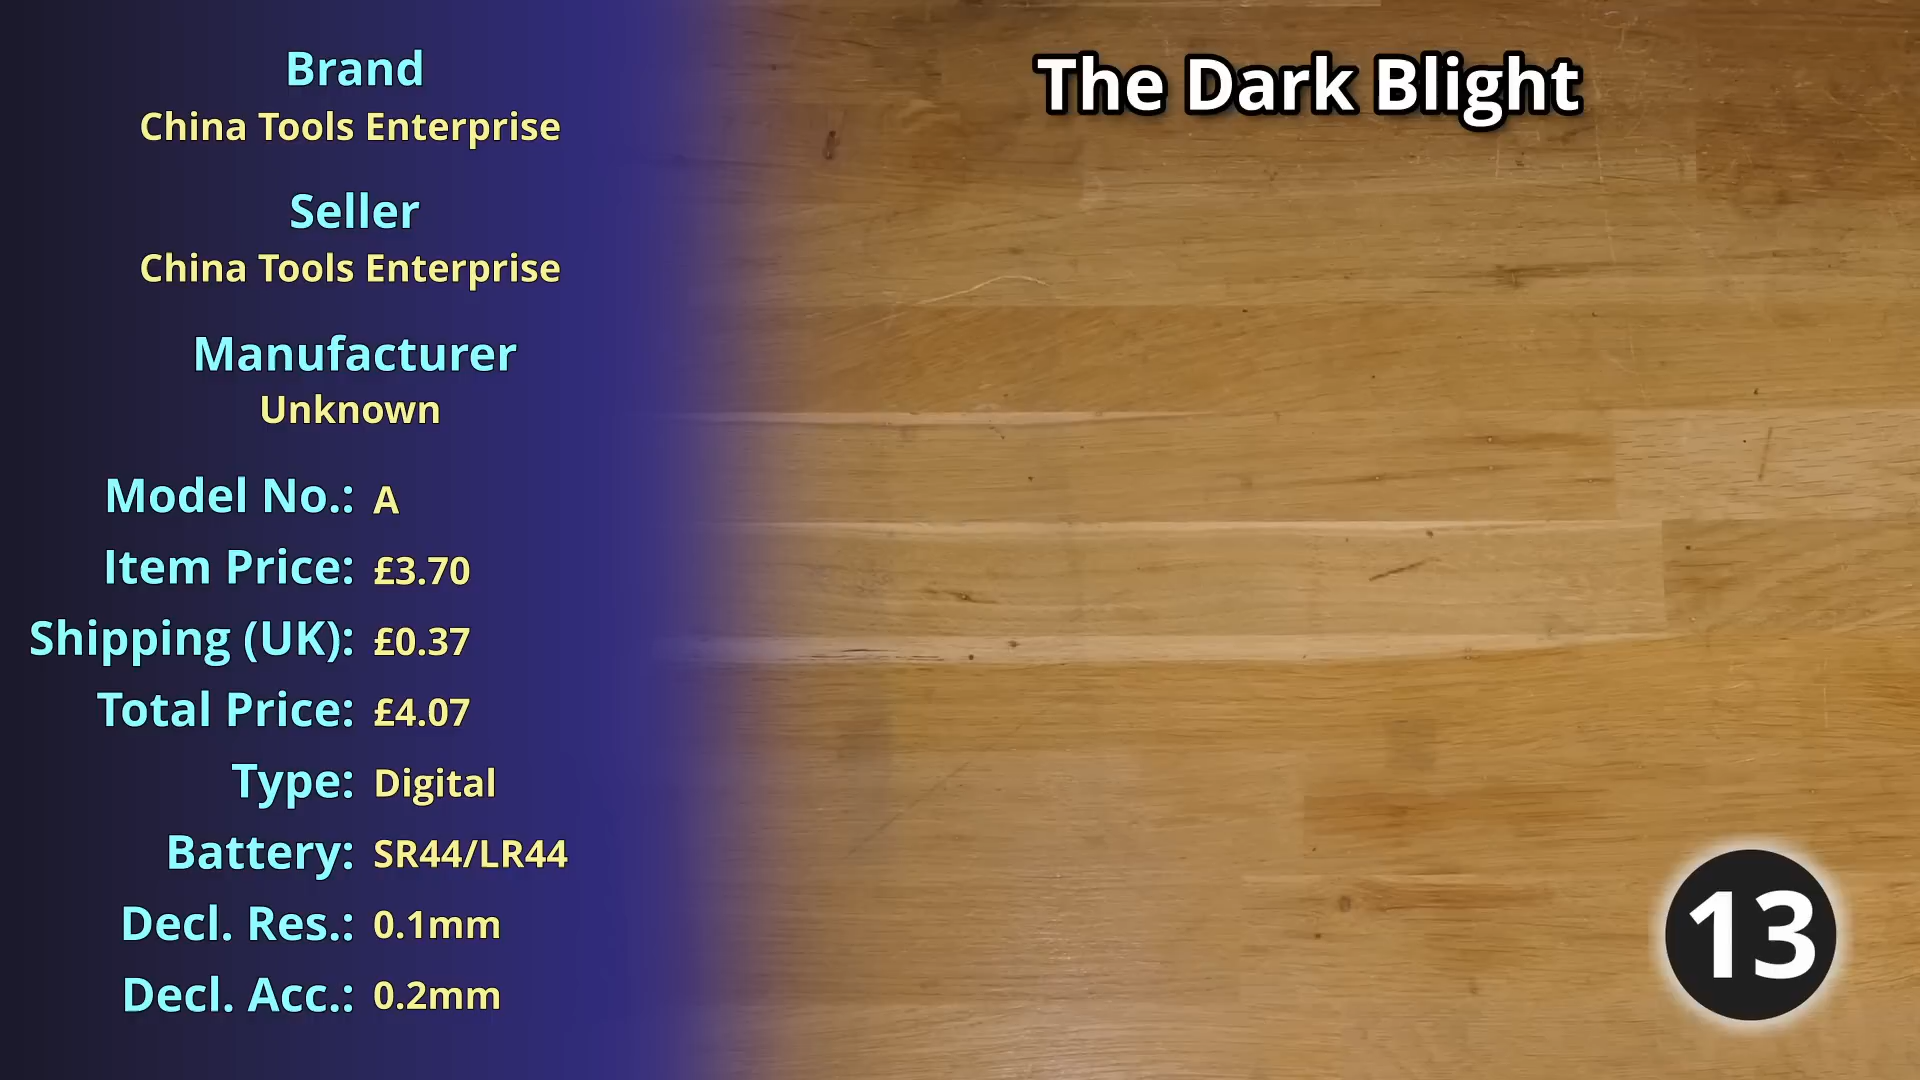 Brand
China Tools Enterprise
Seller
China Tools Enterprise
Manufacturer
Unknown
Model No.: A
Item Price: £3.70
Shipping (UK): £0.37
Total Price: £4.07
Type: Digital
Battery: SR44/LR44
Decl. Res.: 0.1mm
Decl. Acc.: 0.2mm
The Dark Blight
13